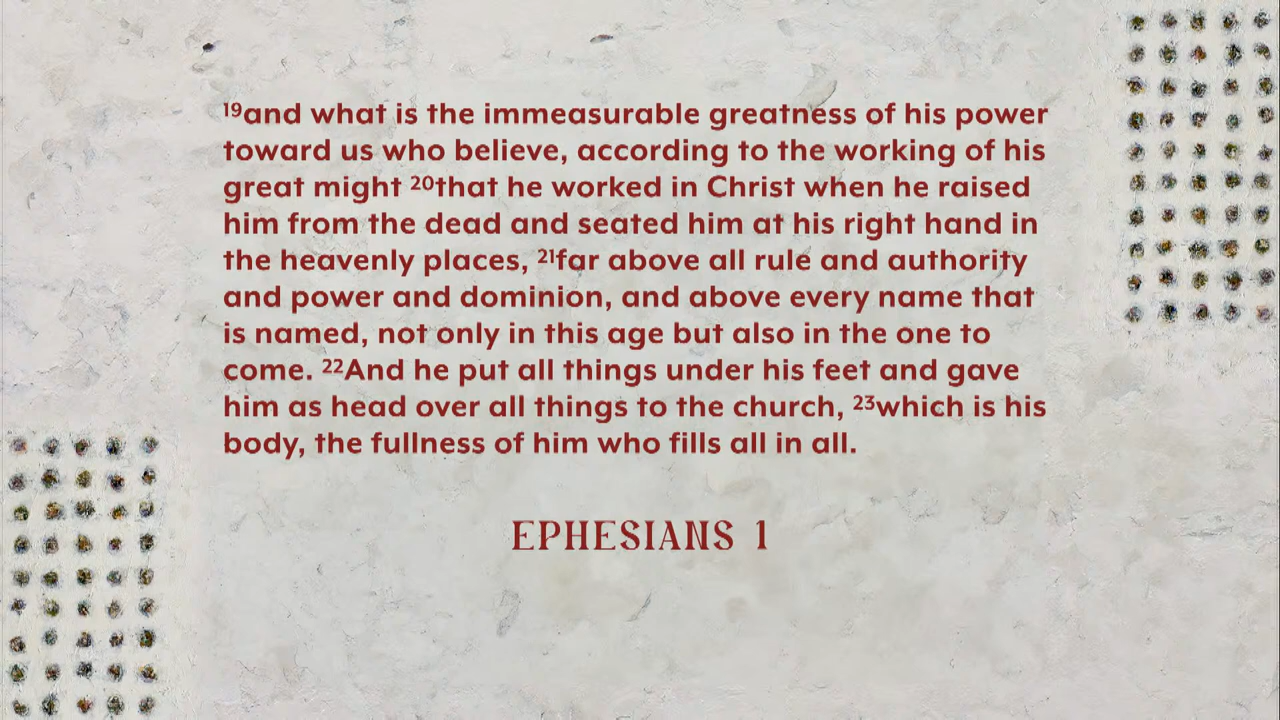 ¹⁹and what is the immeasurable greatness of his power
toward us who believe, according to the working of his
great might ²⁰that he worked in Christ when he raised
him from the dead and seated him at his right hand in
the heavenly places, ²¹far above all rule and authority
and power and dominion, and above every name that
is named, not only in this age but also in the one to
come. ²²And he put all things under his feet and gave
him as head over all things to the church, ²³which is his
body, the fullness of him who fills all in all.
EPHESIANS 1